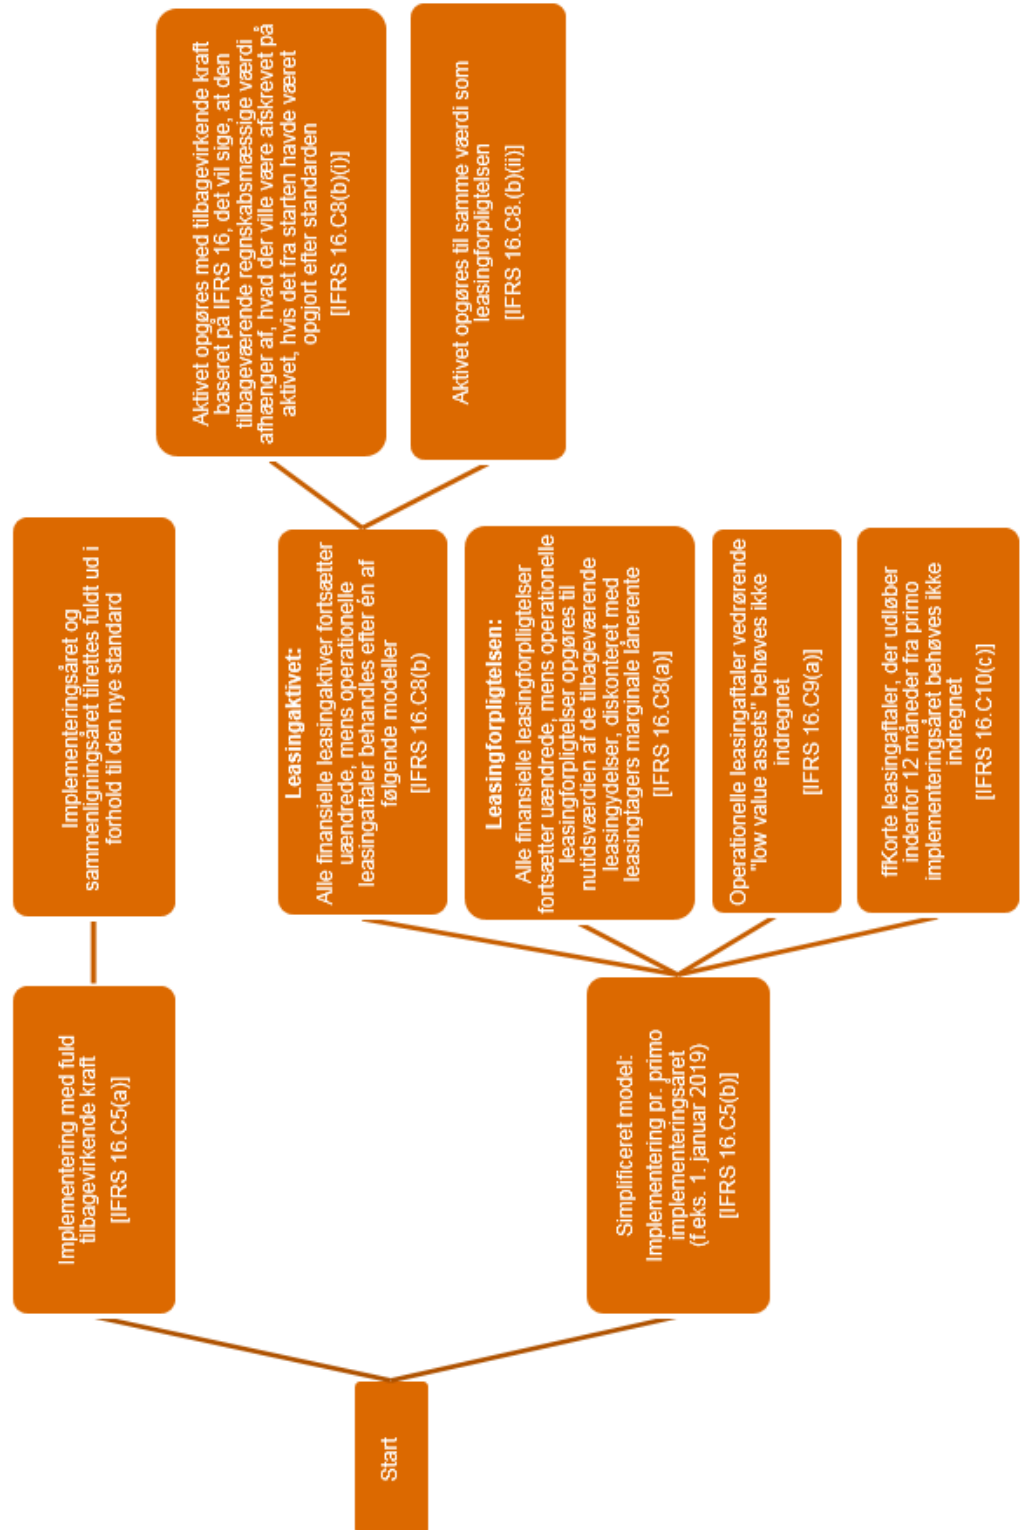 Start
Implementering med fuld
tilbagevirkende kraft
[IFRS 16.C5(a)]
Implementeringsåret og
sammenligningsåret tilrettes fuldt ud i
forhold til den nye standard
Simplificeret model:
Implementering pr. primo
implementeringsåret
(f.eks. 1. januar 2019)
[IFRS 16.C5(b)]
Leasingaktivet:
Alle finansielle leasingaktiver fortsætter
uændrede, mens operationelle
leasingaftaler behandles efter én af
følgende modeller
[IFRS 16.C8(b)
Aktivet opgøres med tilbagevirkende kraft
baseret på IFRS 16, det vil sige, at den
tilbageværende regnskabsmæssige værdi
afhænger af, hvad der ville være afskrevet på
aktivet, hvis det fra starten havde været
opgjort efter standarden
[IFRS 16.C8(b)(i)]
Aktivet opgøres til samme værdi som
leasingforpligtelsen
[IFRS 16.C8.(b)(ii)]
Leasingforpligtelsen:
Alle finansielle leasingforplligtelser
fortsætter uændrede, mens operationelle
leasingforpligtelser opgøres til
nutidsværdien af de tilbageværende
leasingydelser, diskonteret med
leasingtagers marginale lånerente
[IFRS 16.C8(a)]
Operationelle leasingaftaler vedrørende
"low value assets" behøves ikke
indregnet
[IFRS 16.C9(a)]
ffKorte leasingaftaler, der udløber
indenfor 12 måneder fra primo
implementeringsåret behøves ikke
indregnet
[IFRS 16.C10(c)]